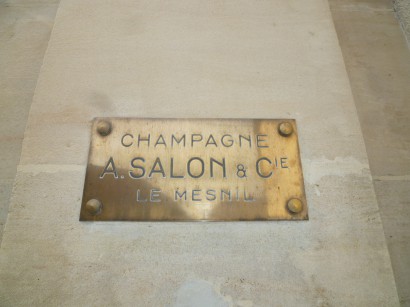 CHAMPAGNE
A. SALON & CIE
LE MESNIL